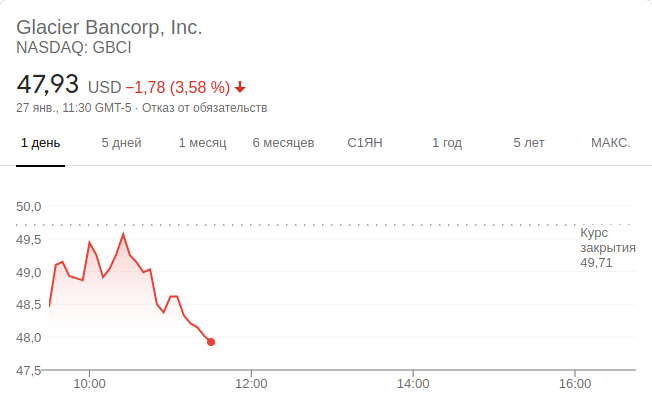 Glacier Bancorp, Inc.
NASDAQ: GBCI
47,93 USD −1,78 (3,58 %)
27 янв., 11:30 GMT-5 · Отказ от обязательств
1 день 5 дней 1 месяц 6 месяцев С1ЯН 1 год 5 лет МАКС.
50,0
49,5
49,0
48,5
48,0
47,5
Курс
закрытия
49,71
10:00 12:00 14:00 16:00